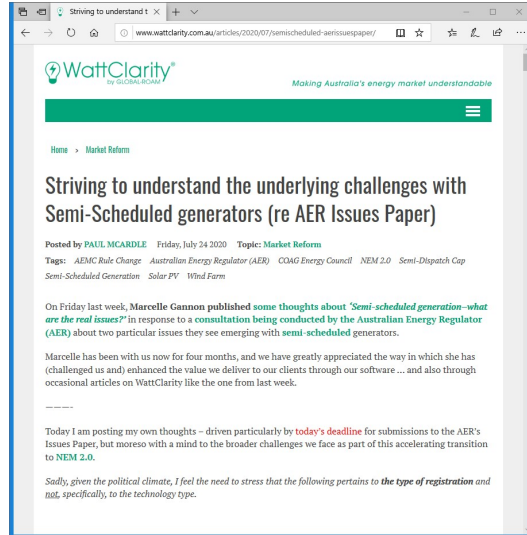 Striving to understand t
www.wattclarity.com.au/articles/2020/07/semischeduled-aerissuespaper/
WattClarity®
by GLOBAL-ROAM
Making Australia's energy market understandable
Home > Market Reform
Striving to understand the underlying challenges with
Semi-Scheduled generators (re AER Issues Paper)
Posted by PAUL MCARDLE Friday, July 24 2020 Topic: Market Reform
Tags: AEMC Rule Change Australian Energy Regulator (AER) COAG Energy Council NEM 2.0 Semi-Dispatch Cap
Semi-Scheduled Generation Solar PV Wind Farm
On Friday last week, Marcelle Gannon published some thoughts about "Semi-scheduled generation–what
are the real issues?" in response to a consultation being conducted by the Australian Energy Regulator
(AER) about two particular issues they see emerging with semi-scheduled generators.
Marcelle has been with us now for four months, and we have greatly appreciated the way in which she has
(challenged us and) enhanced the value we deliver to our clients through our software … and also through
occasional articles on WattClarity like the one from last week.
———-
Today I am posting my own thoughts – driven particularly by today's deadline for submissions to the AER's
Issues Paper, but moreso with a mind to the broader challenges we face as part of this accelerating transition
to NEM 2.0.
Sadly, given the political climate, I feel the need to stress that the following pertains to the type of registration and
not, specifically, to the technology type.